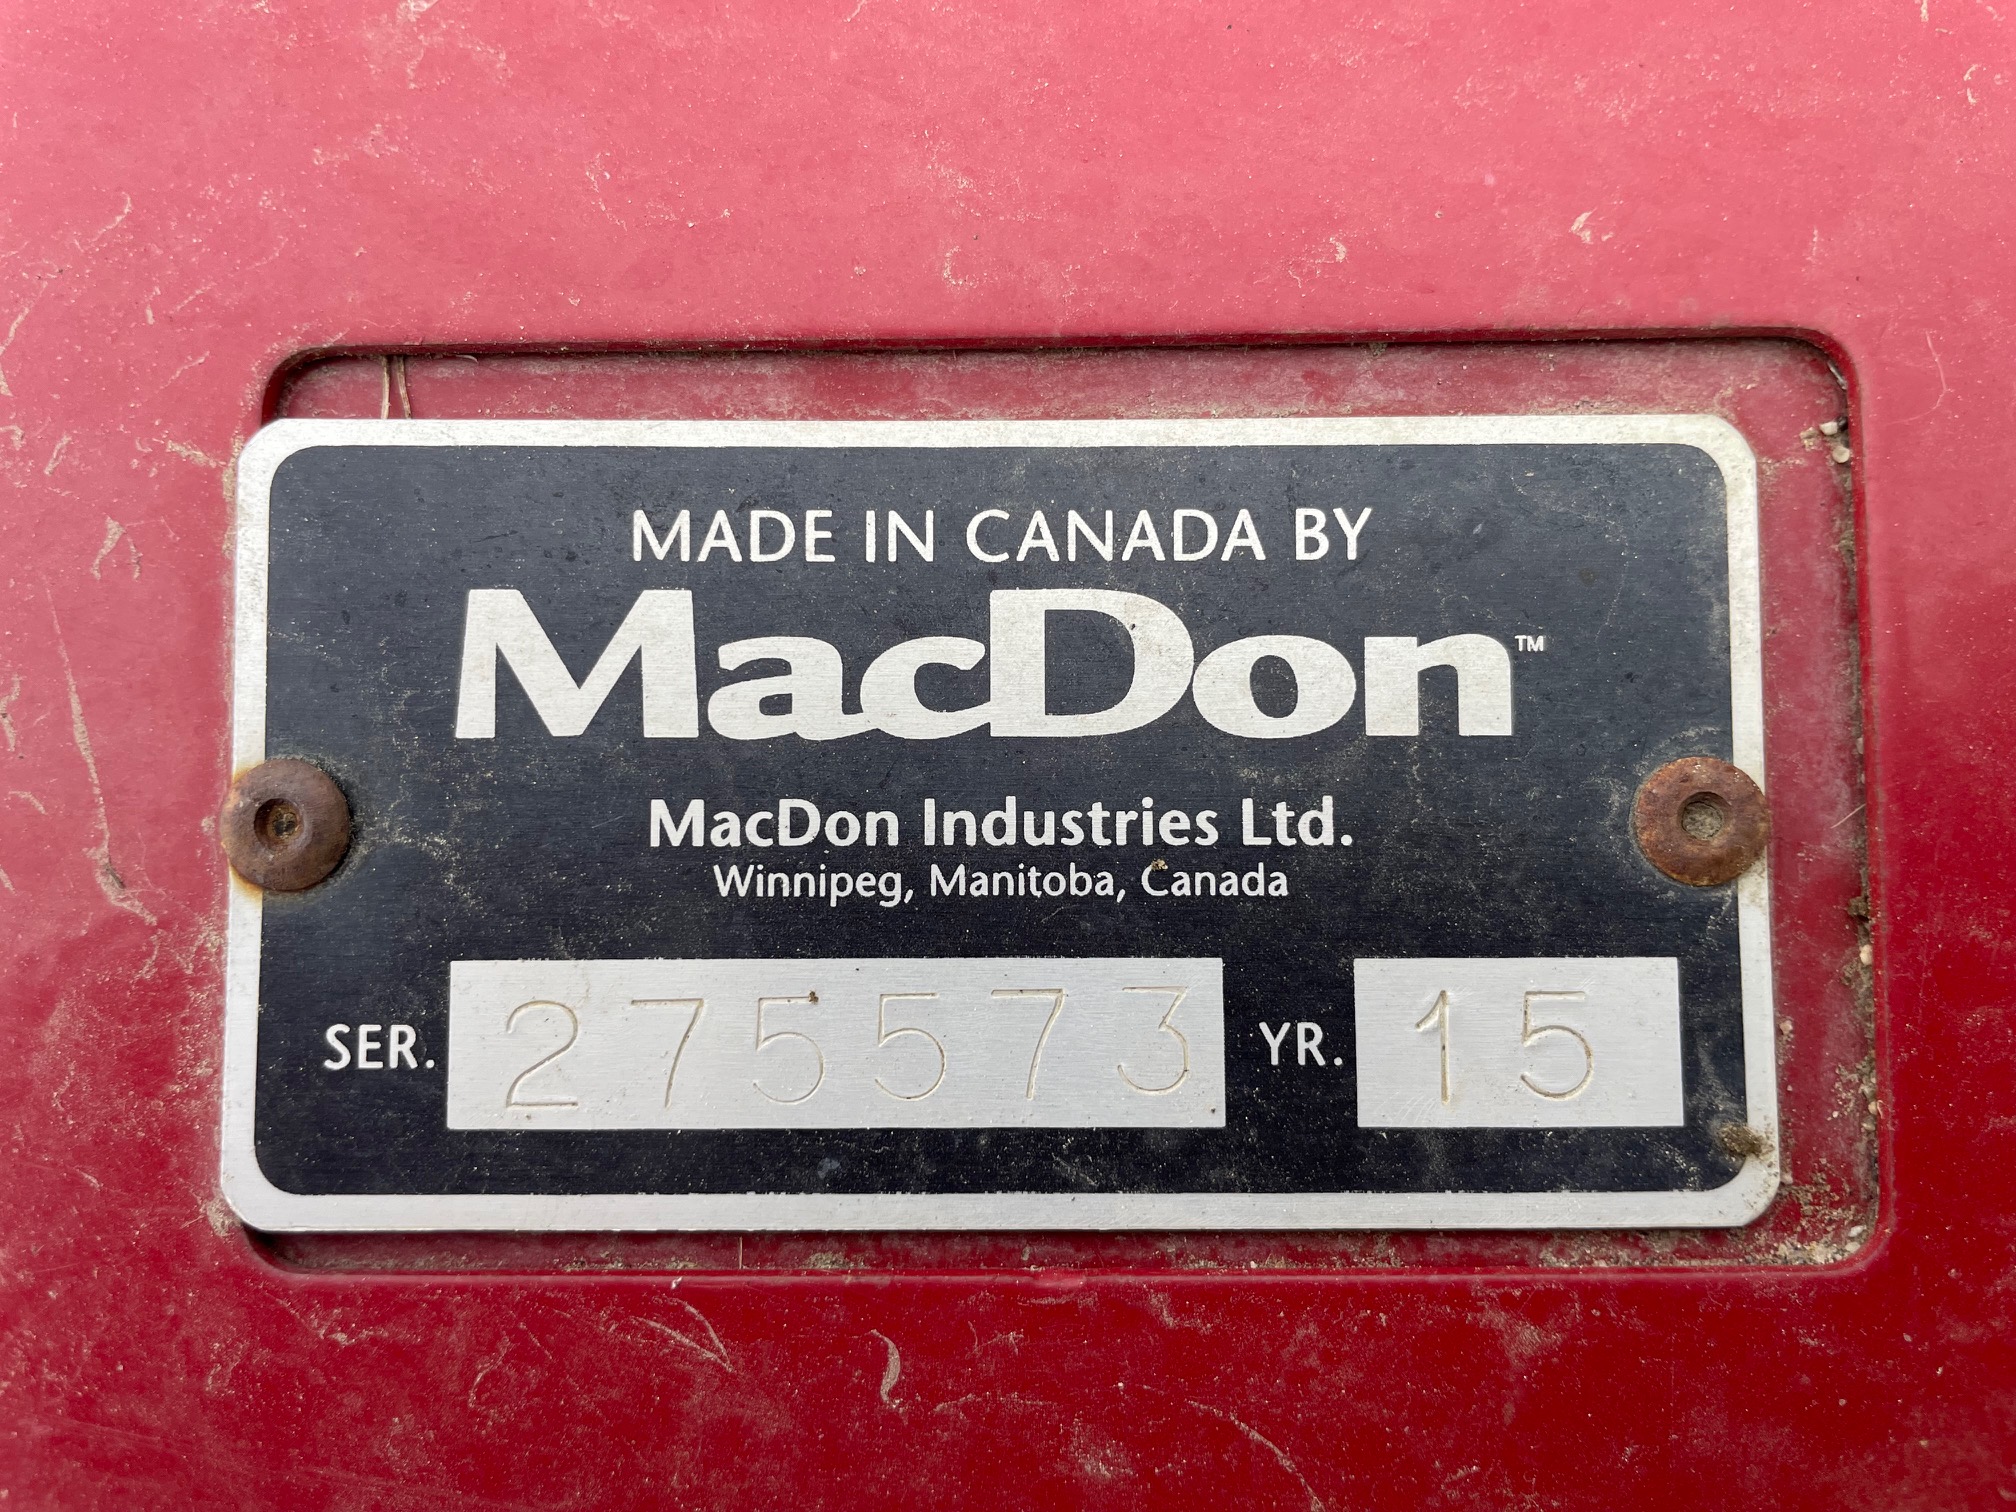 MADE IN CANADA BY
MacDon™
MacDon Industries Ltd.
Winnipeg, Manitoba, Canada
SER. 275573 YR. 15